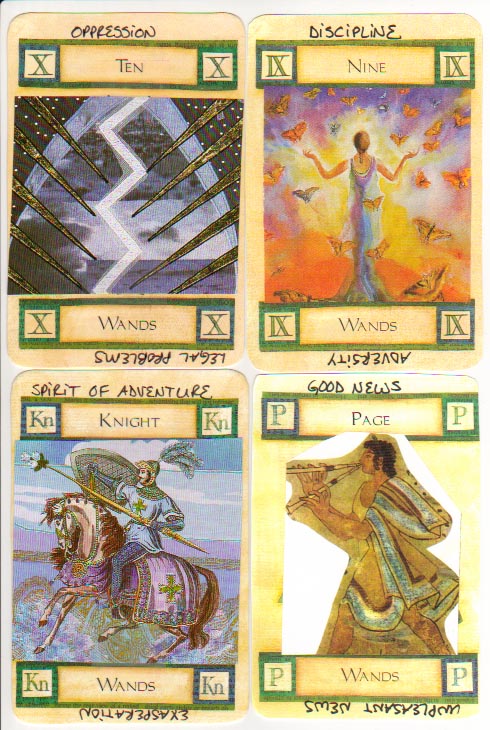 OPPRESSION
X TEN X
X WANDS X
LEGAL PROBLEMS
DISCIPLINE
IX NINE IX
IX WANDS IX
ADVERSITY
SPIRIT OF ADVENTURE
Kn KNIGHT Kn
Kn WANDS Kn
EXASPERATION
GOOD NEWS
P PAGE P
P WANDS P
UNPLEASANT NEWS